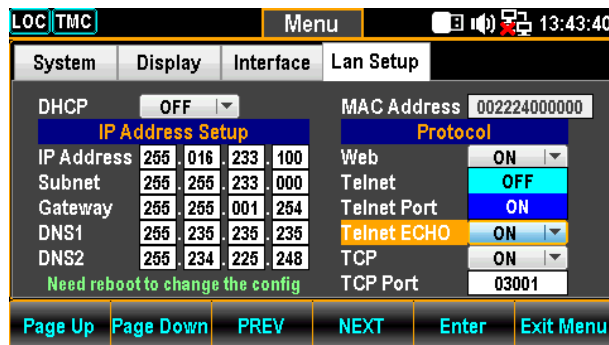 LOC TMC Menu 13:43:40
System Display Interface Lan Setup
DHCP OFF MAC Address 002224000000
IP Address Setup Protocol
IP Address 255 . 016 . 233 . 100 Web ON
Subnet 255 . 255 . 233 . 000 Telnet OFF
Gateway 255 . 255 . 001 . 254 Telnet Port ON
DNS1 255 . 235 . 235 . 235 Telnet ECHO ON
DNS2 255 . 234 . 225 . 248 TCP ON
Need reboot to change the config TCP Port 03001
Page Up Page Down PREV NEXT Enter Exit Menu